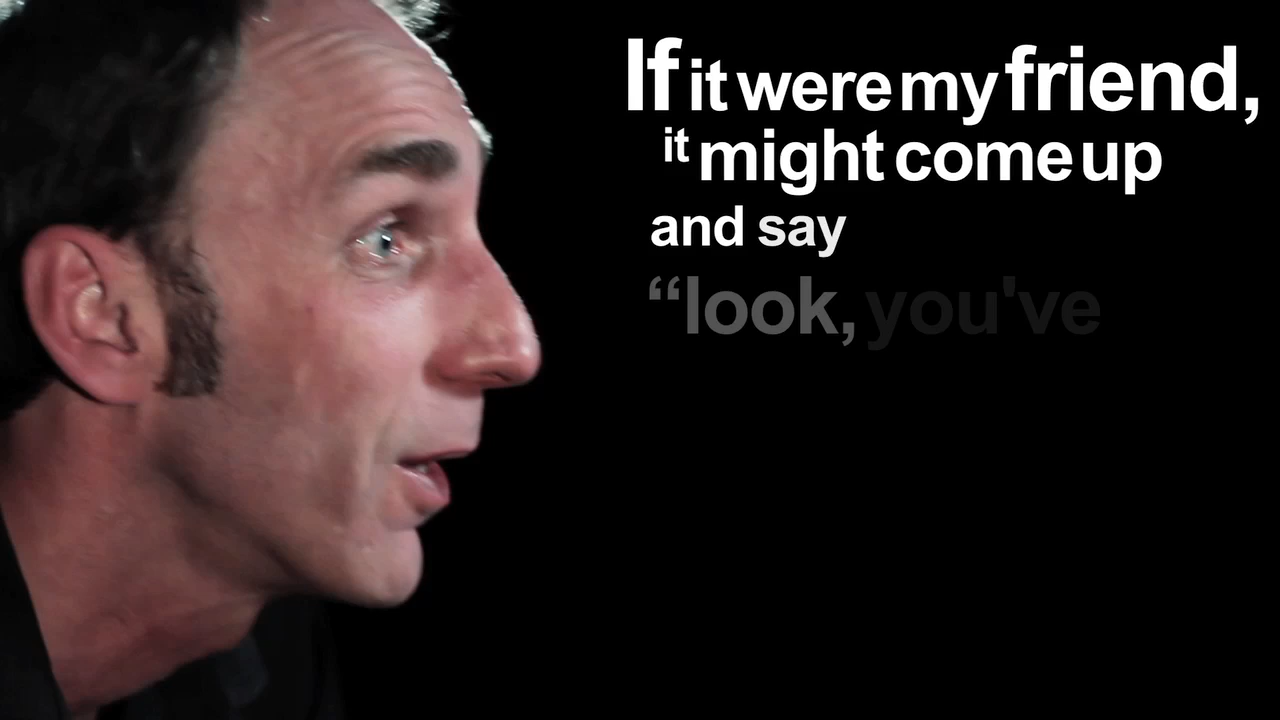 If it were my friend,
it might come up
and say
“look, you've